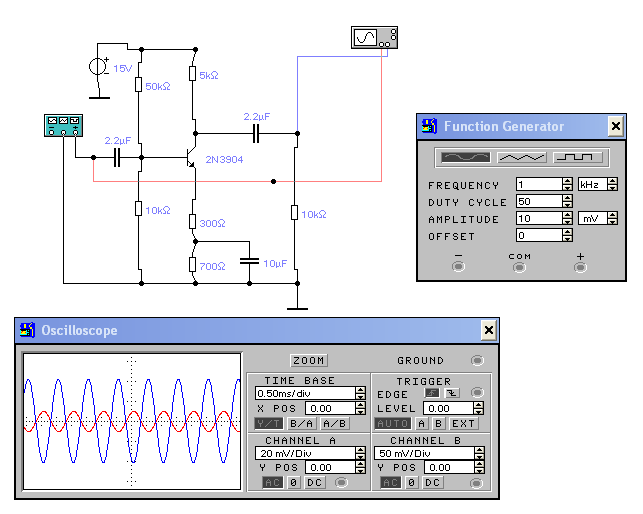 15V
50kΩ
5kΩ
2.2μF
2.2μF
2N3904
10kΩ
300Ω
10kΩ
700Ω
10μF
Function Generator
FREQUENCY 1 kHz
DUTY CYCLE 50
AMPLITUDE 10 mV
OFFSET 0
− COM +
Oscilloscope
ZOOM GROUND
TIME BASE
0.50ms/div
X POS 0.00
Y/T B/A A/B
TRIGGER
EDGE
LEVEL 0.00
AUTO A B EXT
CHANNEL A
20 mV/Div
Y POS 0.00
AC 0 DC
CHANNEL B
50 mV/Div
Y POS 0.00
AC 0 DC